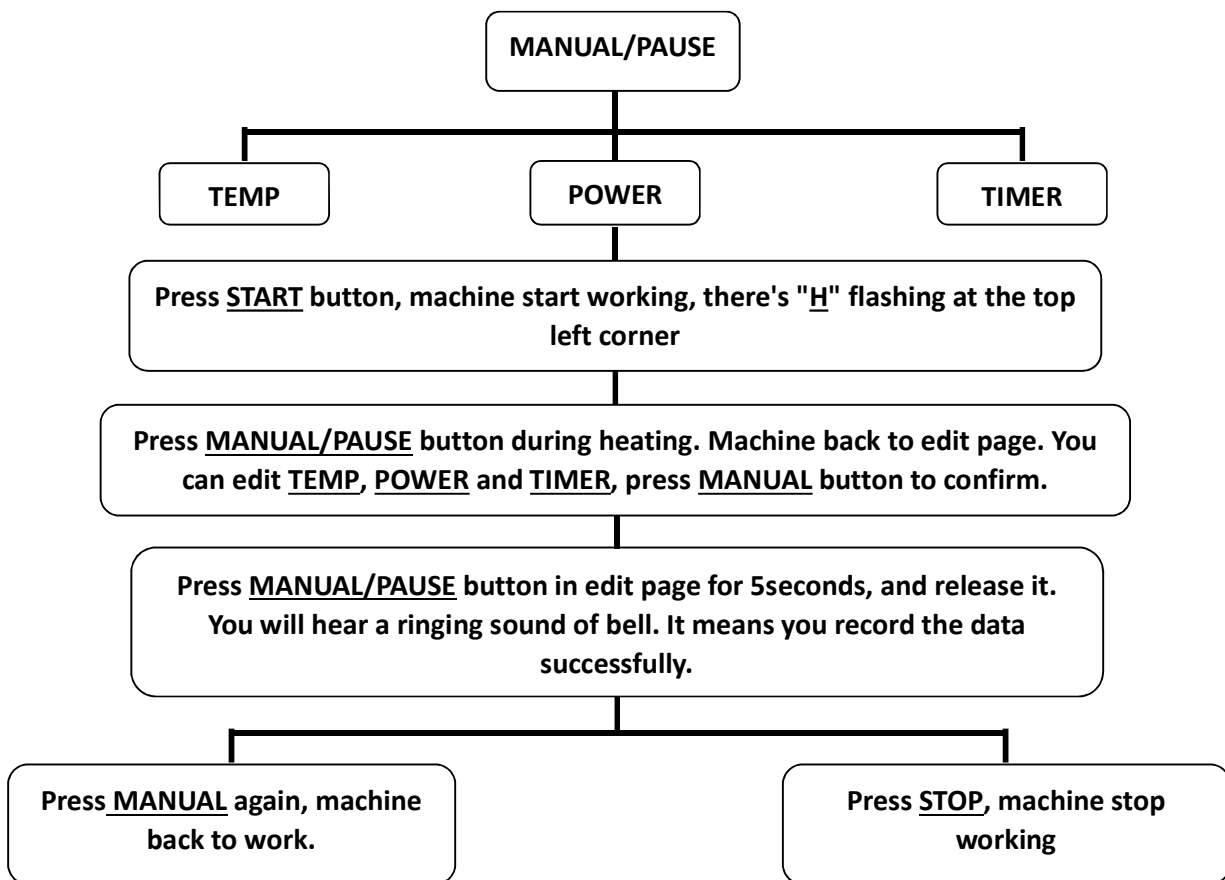 MANUAL/PAUSE
TEMP
POWER
TIMER
Press START button, machine start working, there's "H" flashing at the top
left corner
Press MANUAL/PAUSE button during heating. Machine back to edit page. You
can edit TEMP, POWER and TIMER, press MANUAL button to confirm.
Press MANUAL/PAUSE button in edit page for 5seconds, and release it.
You will hear a ringing sound of bell. It means you record the data
successfully.
Press MANUAL again, machine
back to work.
Press STOP, machine stop
working